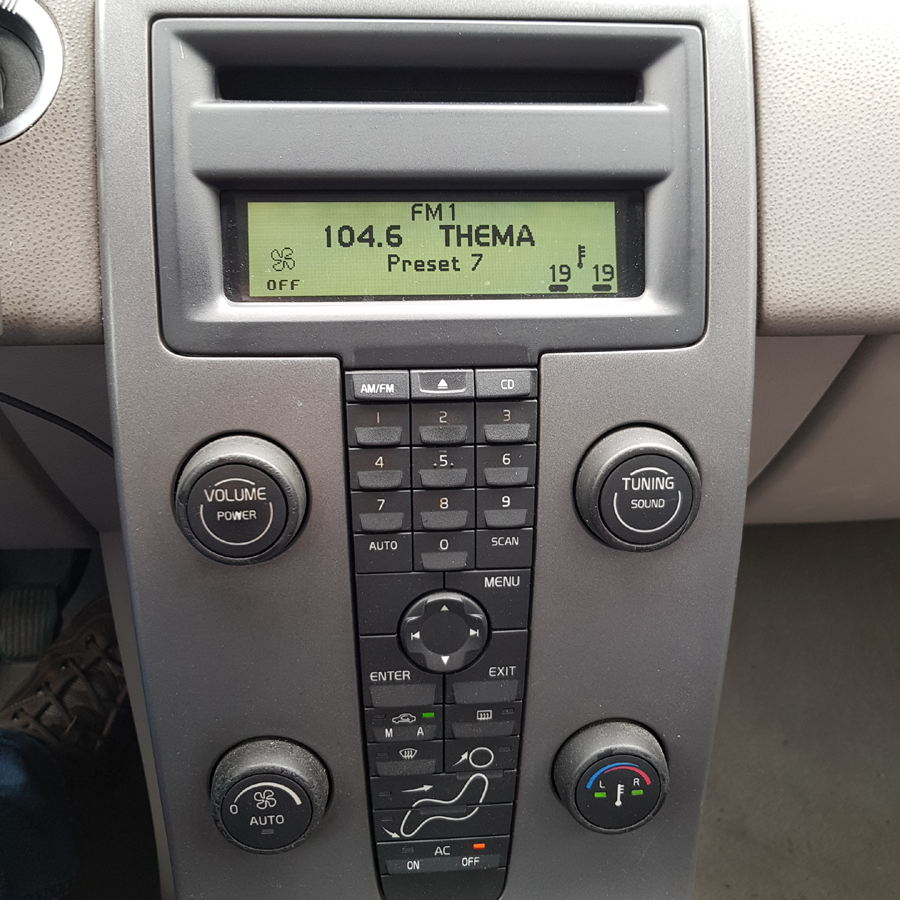 FM1
104.6 THEMA
Preset 7
OFF
19 19
AM/FM CD
1 2 3
4 5 6
7 8 9
AUTO 0 SCAN
VOLUME
POWER
TUNING
SOUND
MENU
ENTER EXIT
M A
0
AUTO
L R
AC
ON OFF